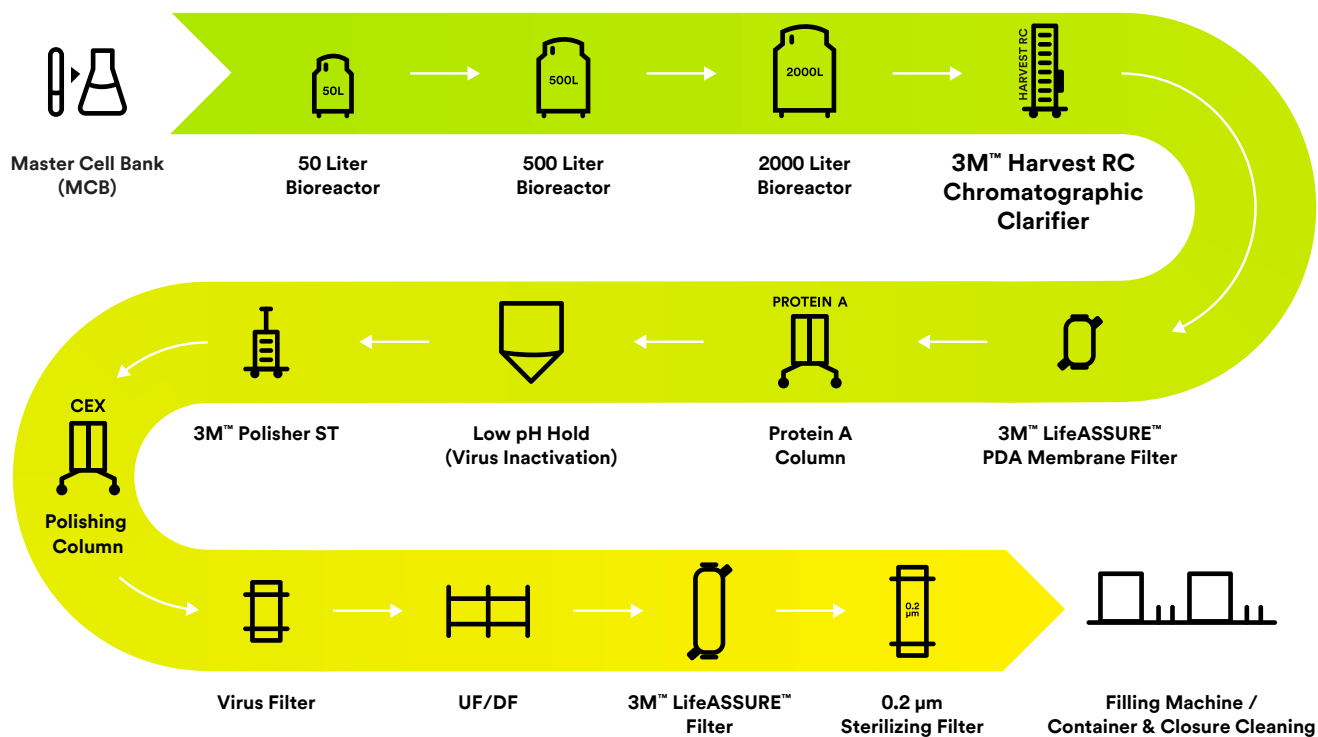 50L
500L
2000L
HARVEST RC
Master Cell Bank
(MCB)
50 Liter
Bioreactor
500 Liter
Bioreactor
2000 Liter
Bioreactor
3M™ Harvest RC
Chromatographic
Clarifier
PROTEIN A
3M™ LifeASSURE™
PDA Membrane Filter
Protein A
Column
Low pH Hold
(Virus Inactivation)
3M™ Polisher ST
CEX
Polishing
Column
0.2
µm
Virus Filter
UF/DF
3M™ LifeASSURE™
Filter
0.2 µm
Sterilizing Filter
Filling Machine /
Container & Closure Cleaning